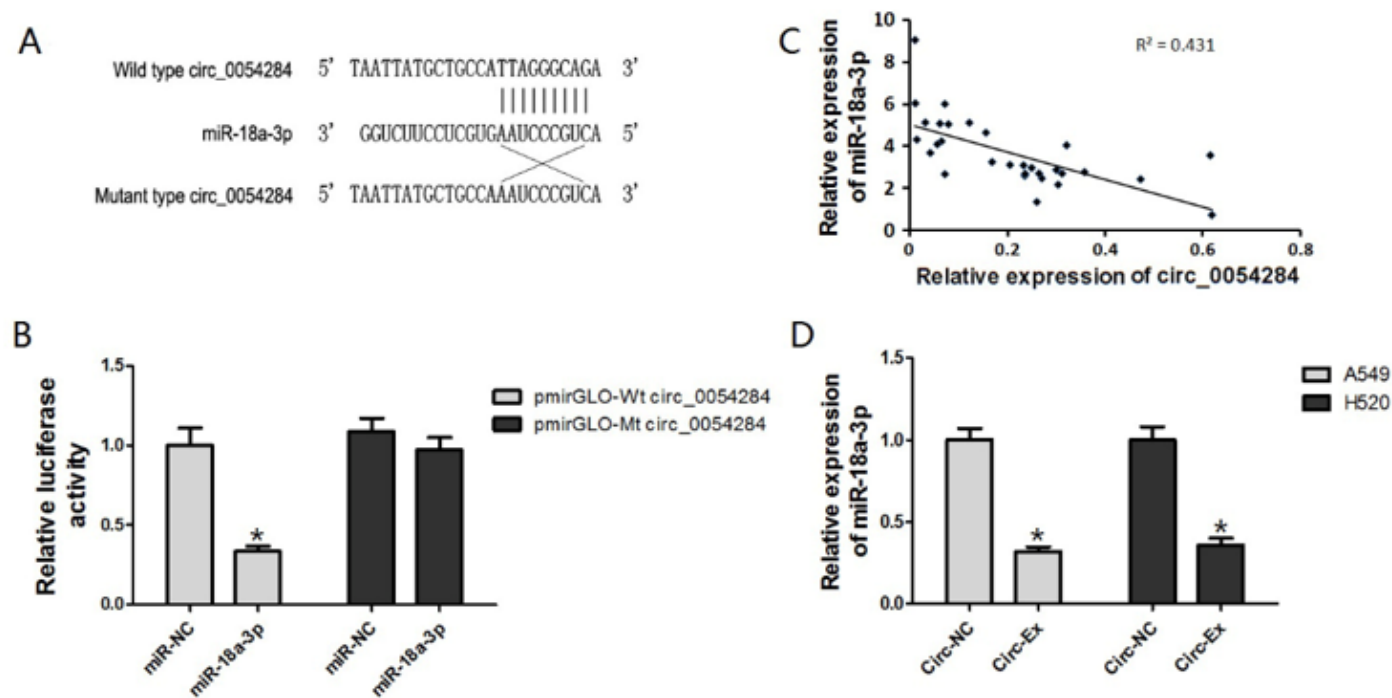 A
Wild type circ_0054284 5' TAATTATGCTGCCATTAGGGCAGA 3'
miR-18a-3p 3' GGUCUUCCUCGUGAAUCCCGUCA 5'
Mutant type circ_0054284 5' TAATTATGCTGCCAAAUCCCGUCA 3'
C
Relative expression
of miR-18a-3p
10
8
6
4
2
0
R² = 0.431
0 0.2 0.4 0.6 0.8
Relative expression of circ_0054284
B
Relative luciferase
activity
1.5
1.0
0.5
0.0
miR-NC
miR-18a-3p
miR-NC
miR-18a-3p
*
pmirGLO-Wt circ_0054284
pmirGLO-Mt circ_0054284
D
Relative expression
of miR-18a-3p
1.5
1.0
0.5
0.0
*
*
Circ-NC
Circ-Ex
Circ-NC
Circ-Ex
A549
H520